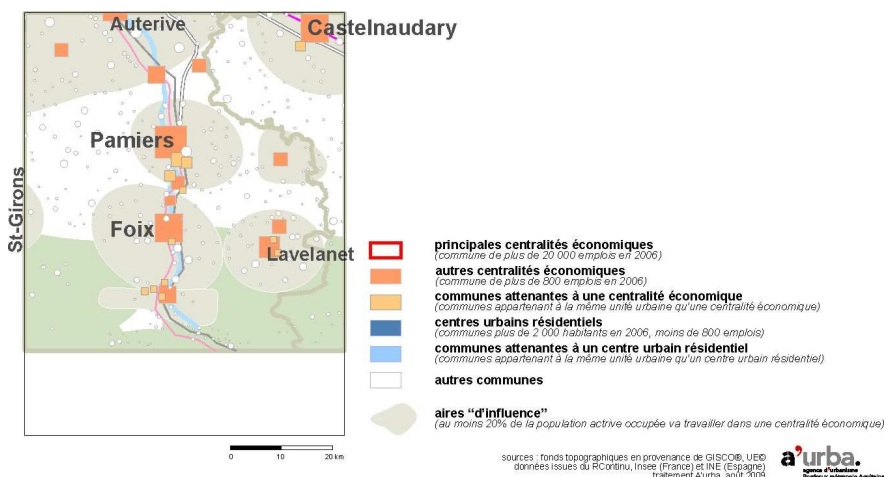 Auterive
Castelnaudary
Pamiers
St-Girons
Foix
Lavelanet
principales centralités économiques
(commune de plus de 20 000 emplois en 2006)
autres centralités économiques
(commune de plus de 800 emplois en 2006)
communes attenantes à une centralité économique
(communes appartenant à la même unité urbaine qu'une centralité économique)
centres urbains résidentiels
(communes plus de 2 000 habitants en 2006, moins de 800 emplois)
communes attenantes à un centre urbain résidentiel
(communes appartenant à la même unité urbaine qu'un centre urbain résidentiel)
autres communes
aires "d'influence"
(au moins 20% de la population actrive occupée va travailler dans une centralité économique)
0 10 20 km
sources : fonds topographiques en provenance de GISCO®, UE©
données issues du RContinu, Insee (France) et INE (Espagne)
traitement A'urba, août 2009
a'urba.
agence d'urbanisme
Bordeaux métropole Aquitaine